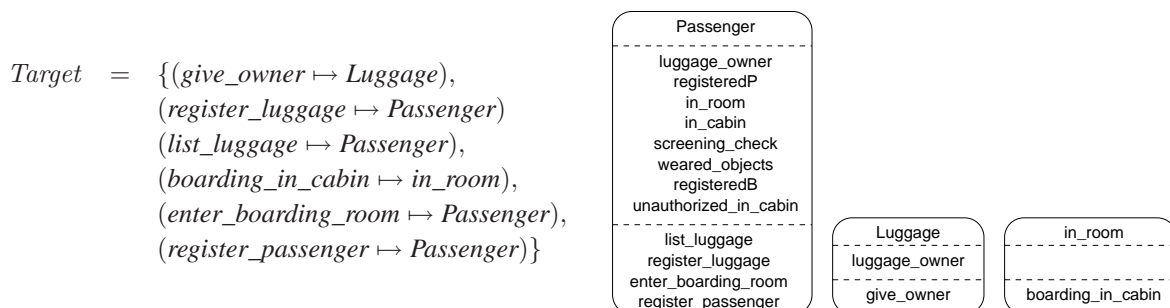 Target = {(give_owner ↦ Luggage),
(register_luggage ↦ Passenger)
(list_luggage ↦ Passenger),
(boarding_in_cabin ↦ in_room),
(enter_boarding_room ↦ Passenger),
(register_passenger ↦ Passenger)}
Passenger
luggage_owner
registeredP
in_room
in_cabin
screening_check
weared_objects
registeredB
unauthorized_in_cabin
list_luggage
register_luggage
enter_boarding_room
register_passenger
Luggage
luggage_owner
give_owner
in_room
boarding_in_cabin